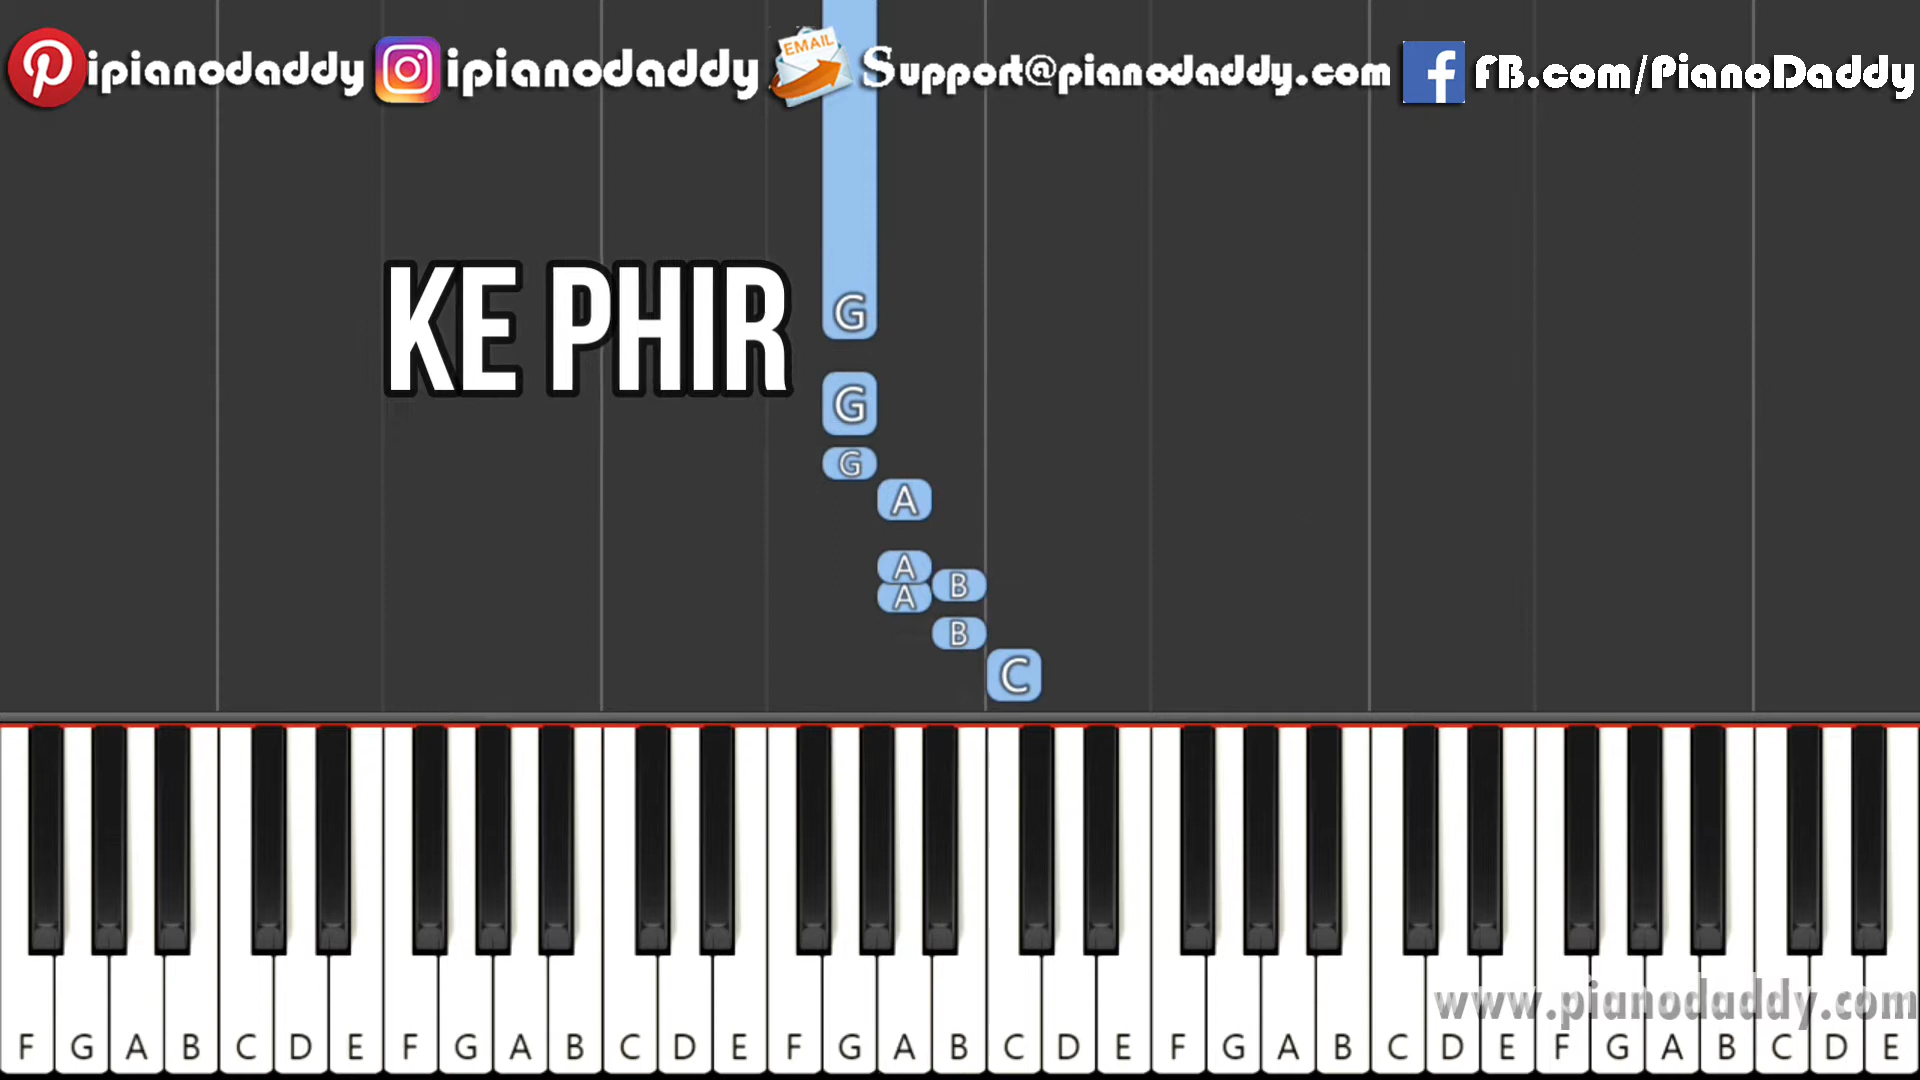 ipianodaddy ipianodaddy EMAIL Support@pianodaddy.com f FB.com/PianoDaddy
KE PHIR
G
G
G
A
A
B
A
B
C
www.pianodaddy.com
F G A B C D E F G A B C D E F G A B C D E F G A B C D E F G A B C D E